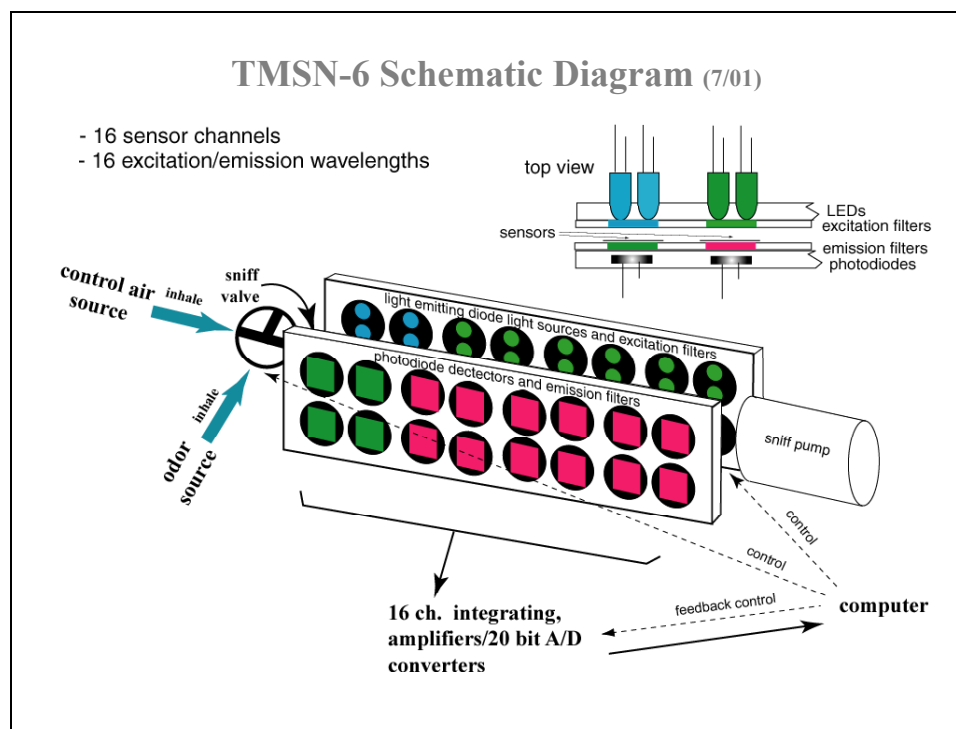 TMSN-6 Schematic Diagram (7/01)
- 16 sensor channels
- 16 excitation/emission wavelengths
top view
LEDs
excitation filters
sensors
emission filters
photodiodes
sniff
valve
control air
source
inhale
light emitting diode light sources and excitation filters
photodiode dectectors and emission filters
inhale
odor
source
sniff pump
control
control
computer
feedback control
16 ch. integrating,
amplifiers/20 bit A/D
converters